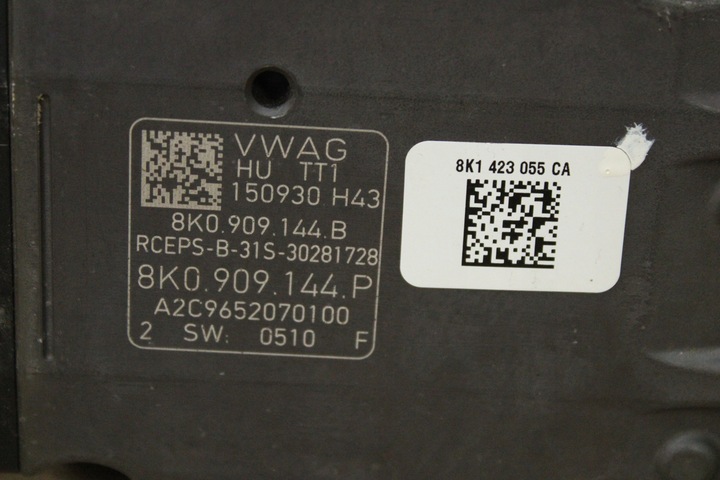 VWAG
HU TT1
150930 H43
8K0.909.144.B
RCEPS-B-31S-30281728
8K0.909.144.P
A2C9652070100
2 SW: 0510 F
8K1 423 055 CA